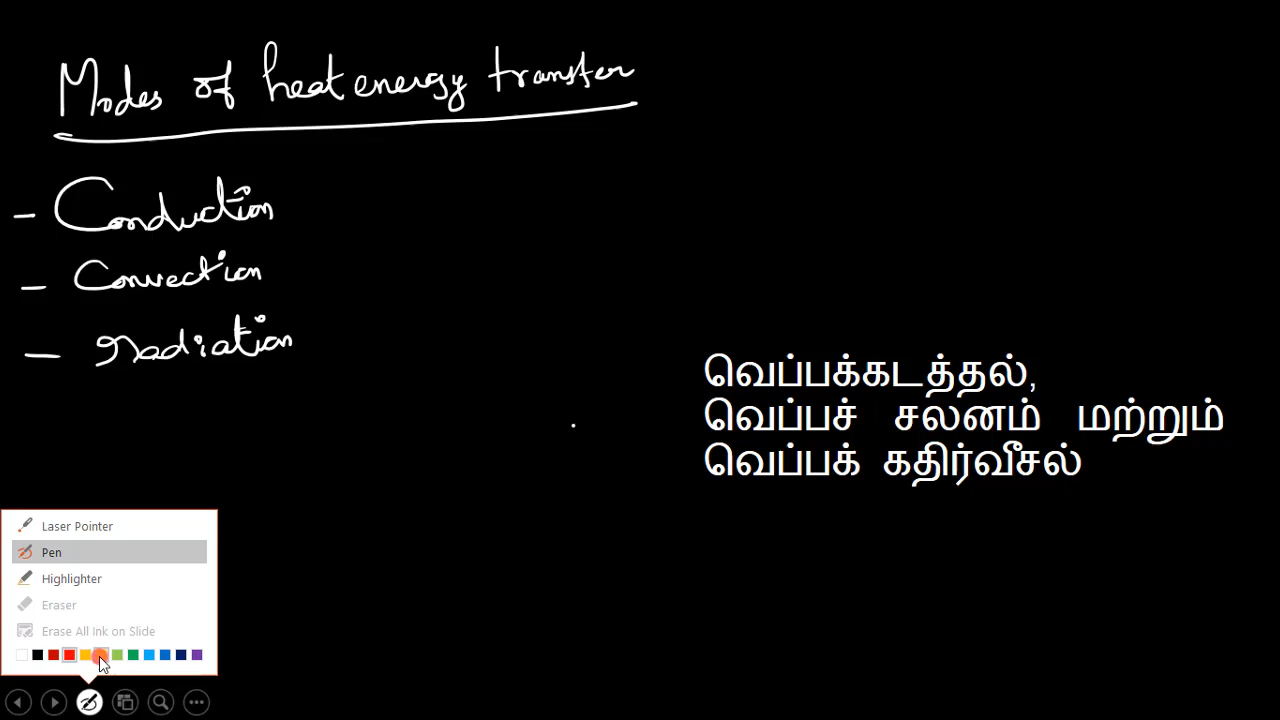 Modes of heat energy transfer
- Conduction
- Convection
- radiation
வெப்பக்கடத்தல்,
வெப்பச் சலனம் மற்றும்
வெப்பக் கதிர்வீசல்
Laser Pointer
Pen
Highlighter
Eraser
Erase All Ink on Slide